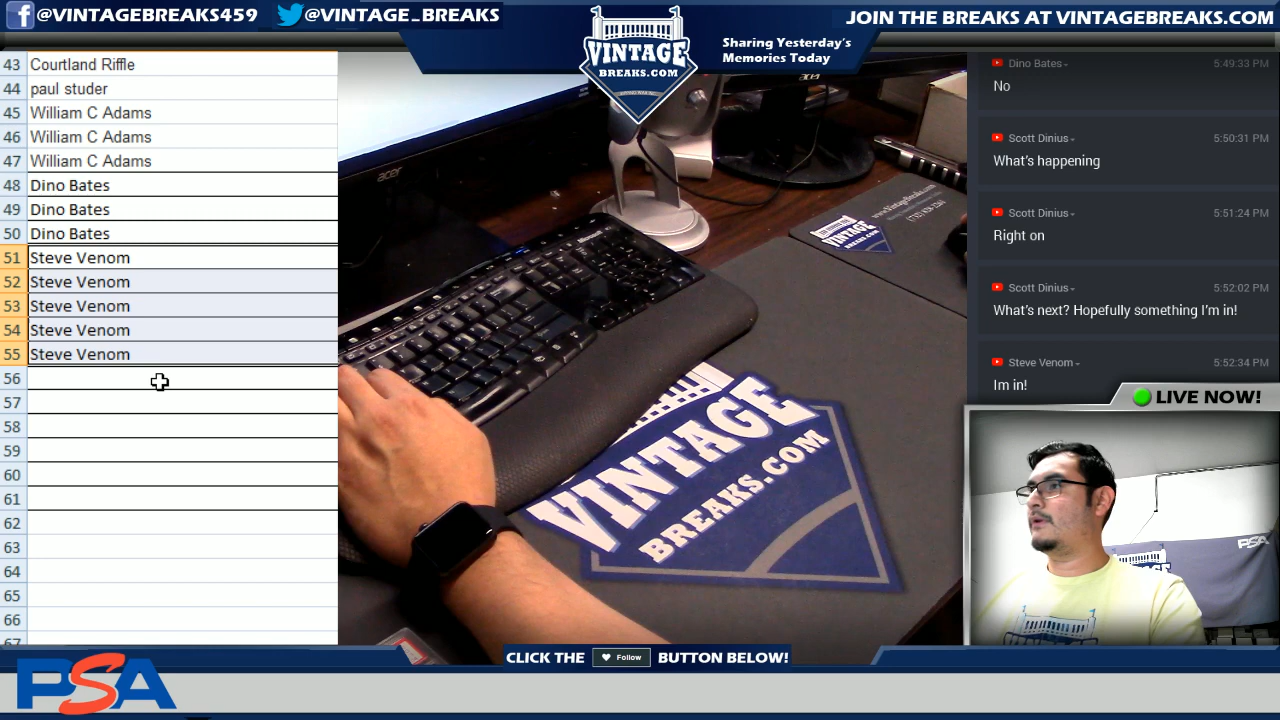 @VINTAGEBREAKS459
@VINTAGE_BREAKS
JOIN THE BREAKS AT VINTAGEBREAKS.COM
VINTAGE
BREAKS.COM
Sharing Yesterday's
Memories Today
43 Courtland Riffle
44 paul studer
45 William C Adams
46 William C Adams
47 William C Adams
48 Dino Bates
49 Dino Bates
50 Dino Bates
51 Steve Venom
52 Steve Venom
53 Steve Venom
54 Steve Venom
55 Steve Venom
56
57
58
59
60
61
62
63
64
65
66
67
acer
Microsoft
VINTAGE
BREAKS.COM
Dino Bates 5:49:33 PM
No
Scott Dinius 5:50:31 PM
What's happening
Scott Dinius 5:51:24 PM
Right on
Scott Dinius 5:52:02 PM
What's next? Hopefully something I'm in!
Steve Venom 5:52:34 PM
Im in!
LIVE NOW!
PSA
CLICK THE Follow BUTTON BELOW!
PSA